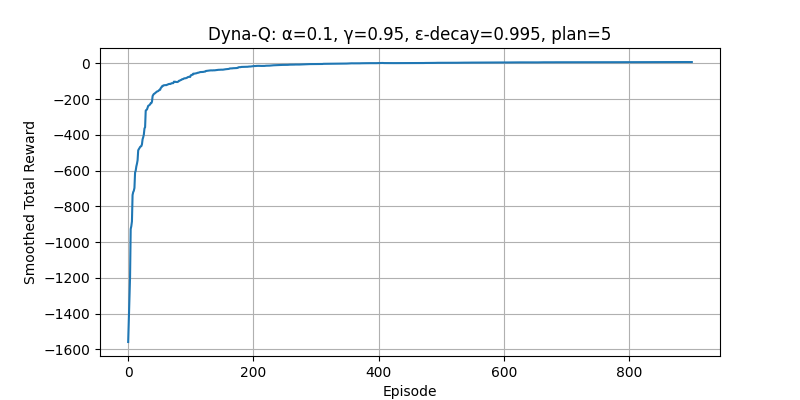 Dyna-Q: α=0.1, γ=0.95, ε-decay=0.995, plan=5
0
−200
−400
−600
−800
−1000
−1200
−1400
−1600
Smoothed Total Reward
0 200 400 600 800
Episode